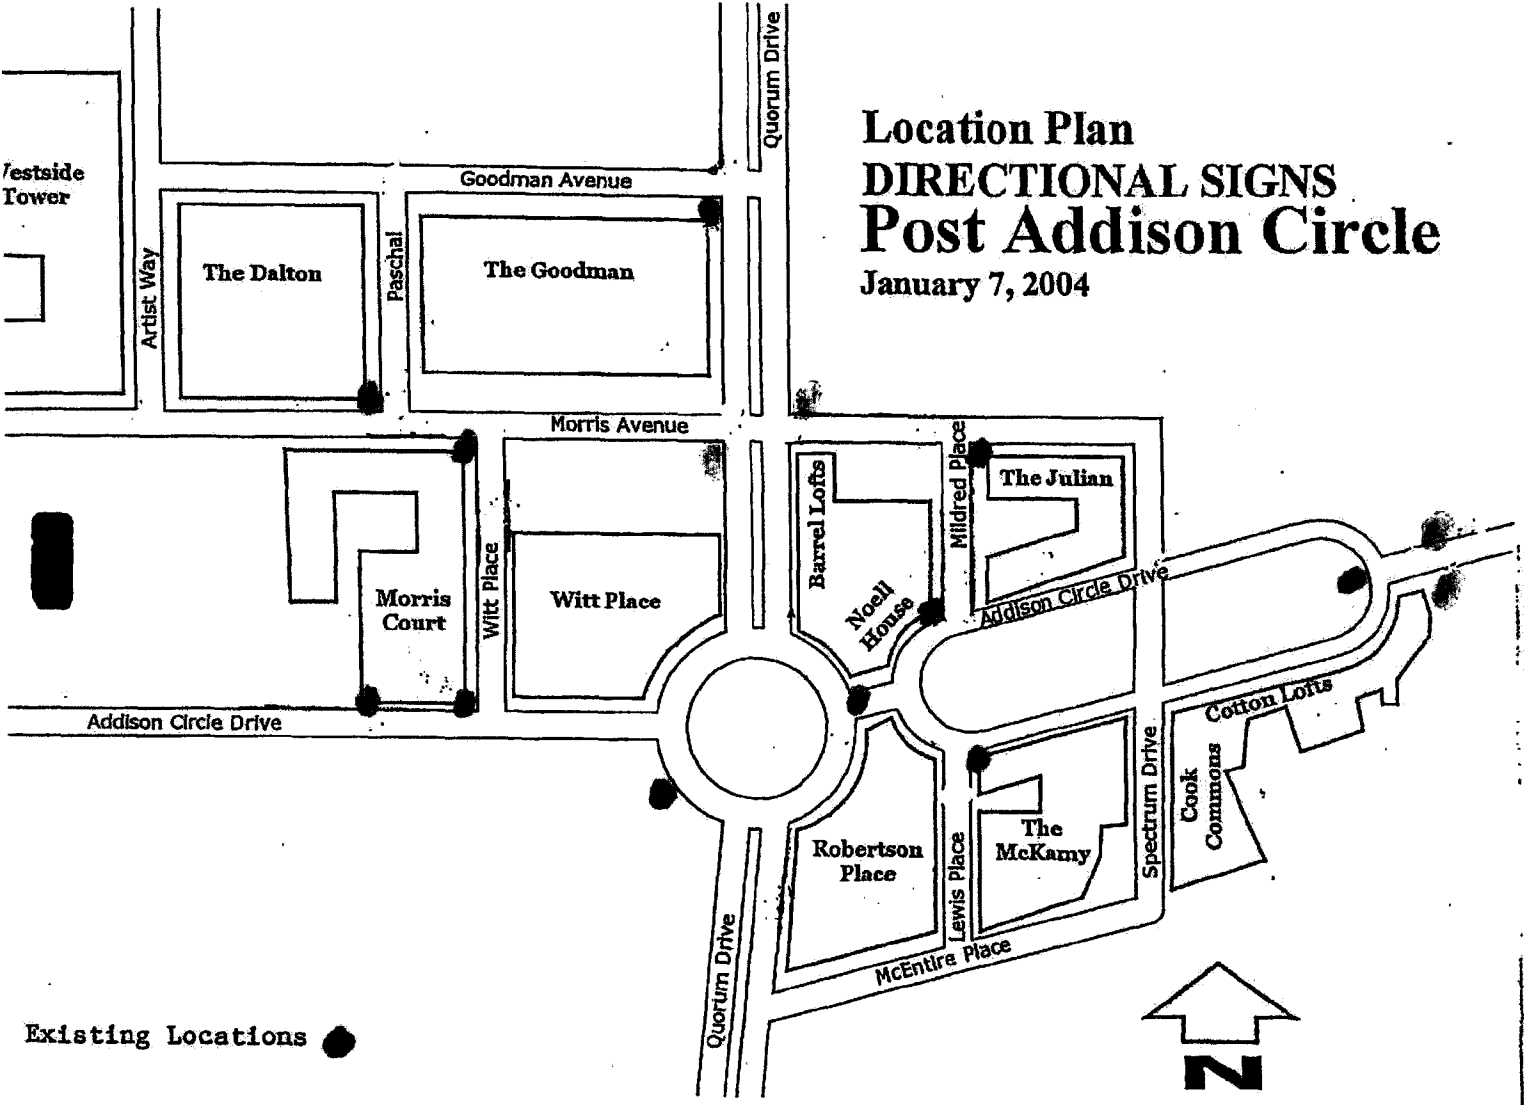 Quorum Drive
Location Plan
DIRECTIONAL SIGNS
Post Addison Circle
January 7, 2004
Goodman Avenue
estside
Tower
Artist Way
The Dalton
Paschal
The Goodman
Morris Avenue
Barrel Lofts
Mildred Place
The Julian
Morris
Court
Witt Place
Witt Place
Noell
House
Addison Circle Drive
Addison Circle Drive
Cotton Lofts
Cook
Commons
Spectrum Drive
Robertson
Place
Lewis Place
The
McKamy
McEntire Place
Quorum Drive
Existing Locations
N